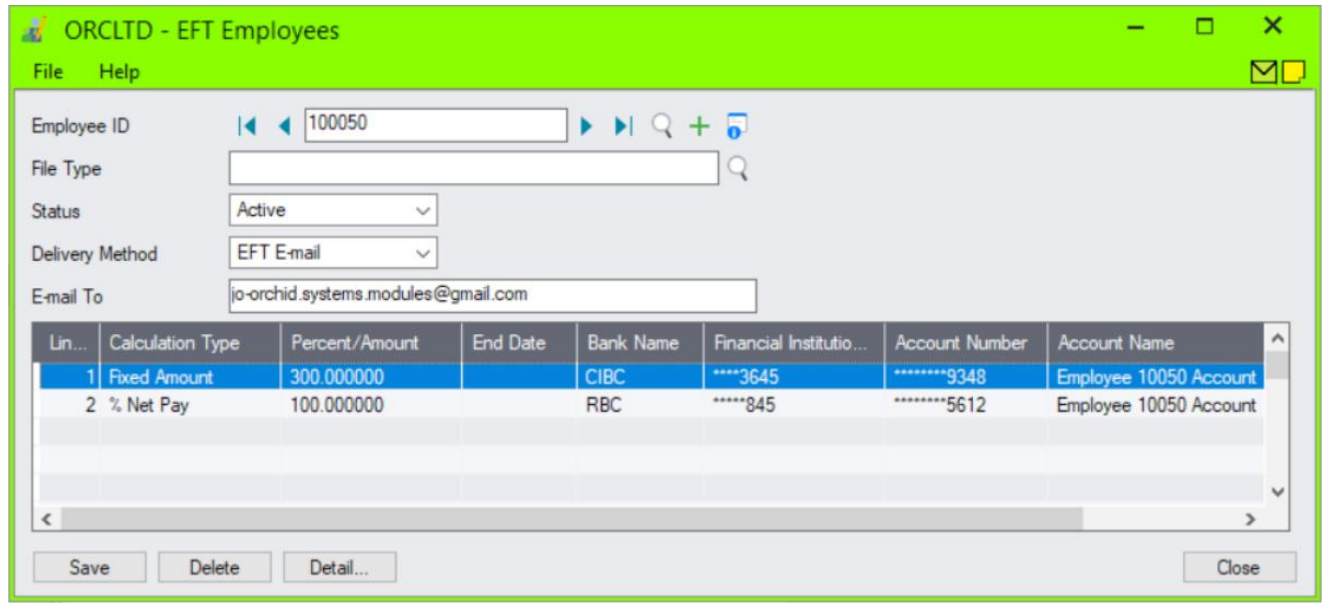 ORCLTD - EFT Employees
File Help
Employee ID 100050
File Type
Status Active
Delivery Method EFT E-mail
E-mail To jo-orchid.systems.modules@gmail.com
Lin... Calculation Type Percent/Amount End Date Bank Name Financial Institutio... Account Number Account Name
1 Fixed Amount 300.000000 CIBC ****3645 ********9348 Employee 10050 Account
2 % Net Pay 100.000000 RBC *****845 ********5612 Employee 10050 Account
Save Delete Detail... Close